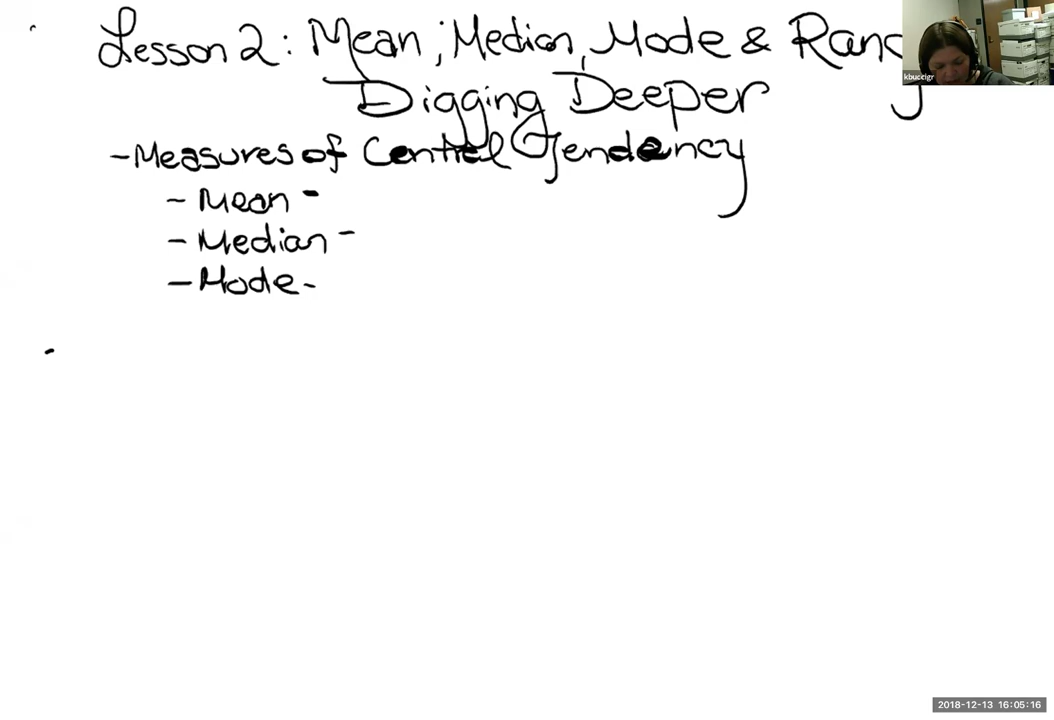 Lesson 2: Mean, Median, Mode & Rang
Digging Deeper
- Measures of Central Tendency
- Mean -
- Median -
- Mode -
kbuccigr
2018-12-13 16:05:16